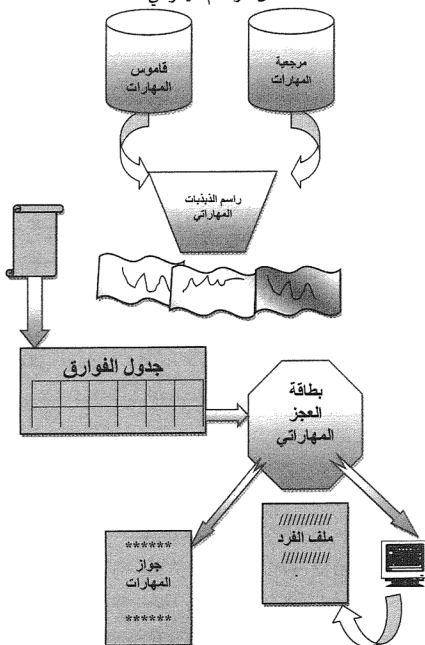 مرجعية
المهارات
قاموس
المهارات
راسم الذبذبات
المهاراتي
جدول الفوارق
بطاقة
العجز
المهاراتي
////////////
ملف الفرد
////////////
******
جواز
المهارات
******